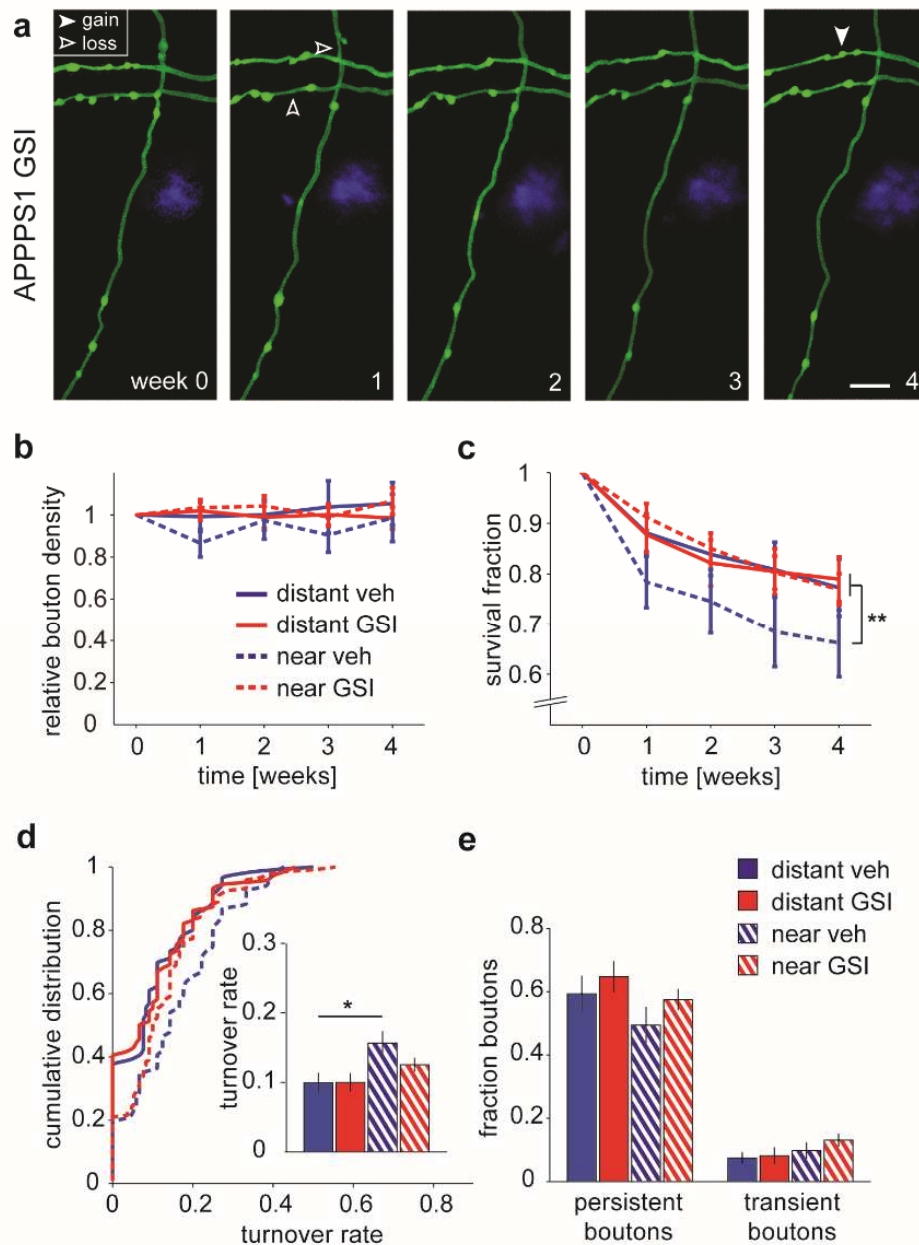 a
gain
loss
APPPS1 GSI
week 0
1
2
3
4
b
relative bouton density
1
0.8
0.6
0.4
0.2
0
distant veh
distant GSI
near veh
near GSI
0 1 2 3 4
time [weeks]
c
survival fraction
1
0.9
0.8
0.7
0.6
**
0 1 2 3 4
time [weeks]
d
cumulative distribution
1
0.8
0.6
0.4
0.2
0
0 0.2 0.4 0.6 0.8
turnover rate
turnover rate
0.3
0.2
0.1
0
*
e
distant veh
distant GSI
near veh
near GSI
fraction boutons
0.8
0.6
0.4
0.2
0
persistent
boutons
transient
boutons